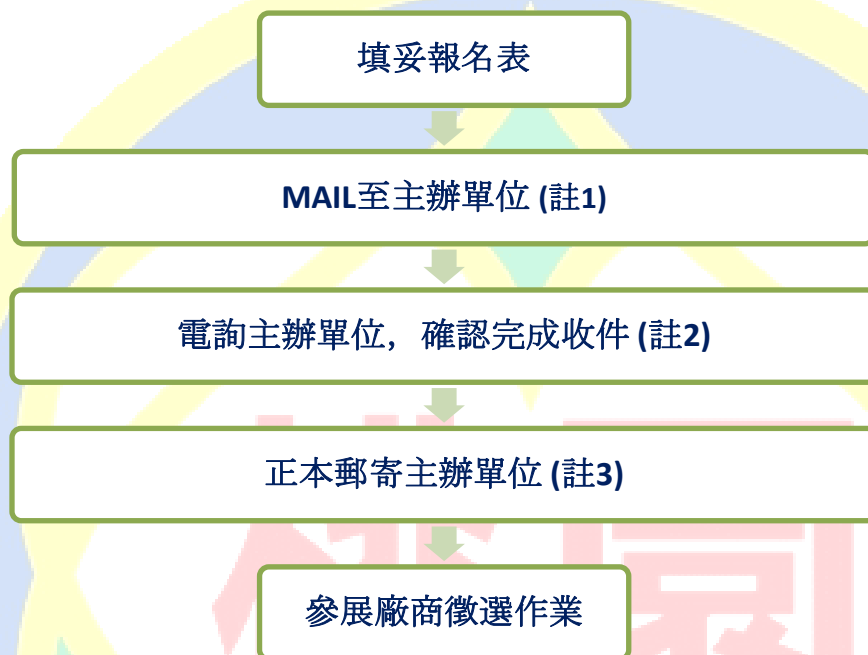 填妥報名表
MAIL至主辦單位 (註1)
電詢主辦單位，確認完成收件 (註2)
正本郵寄主辦單位 (註3)
參展廠商徵選作業
桃園